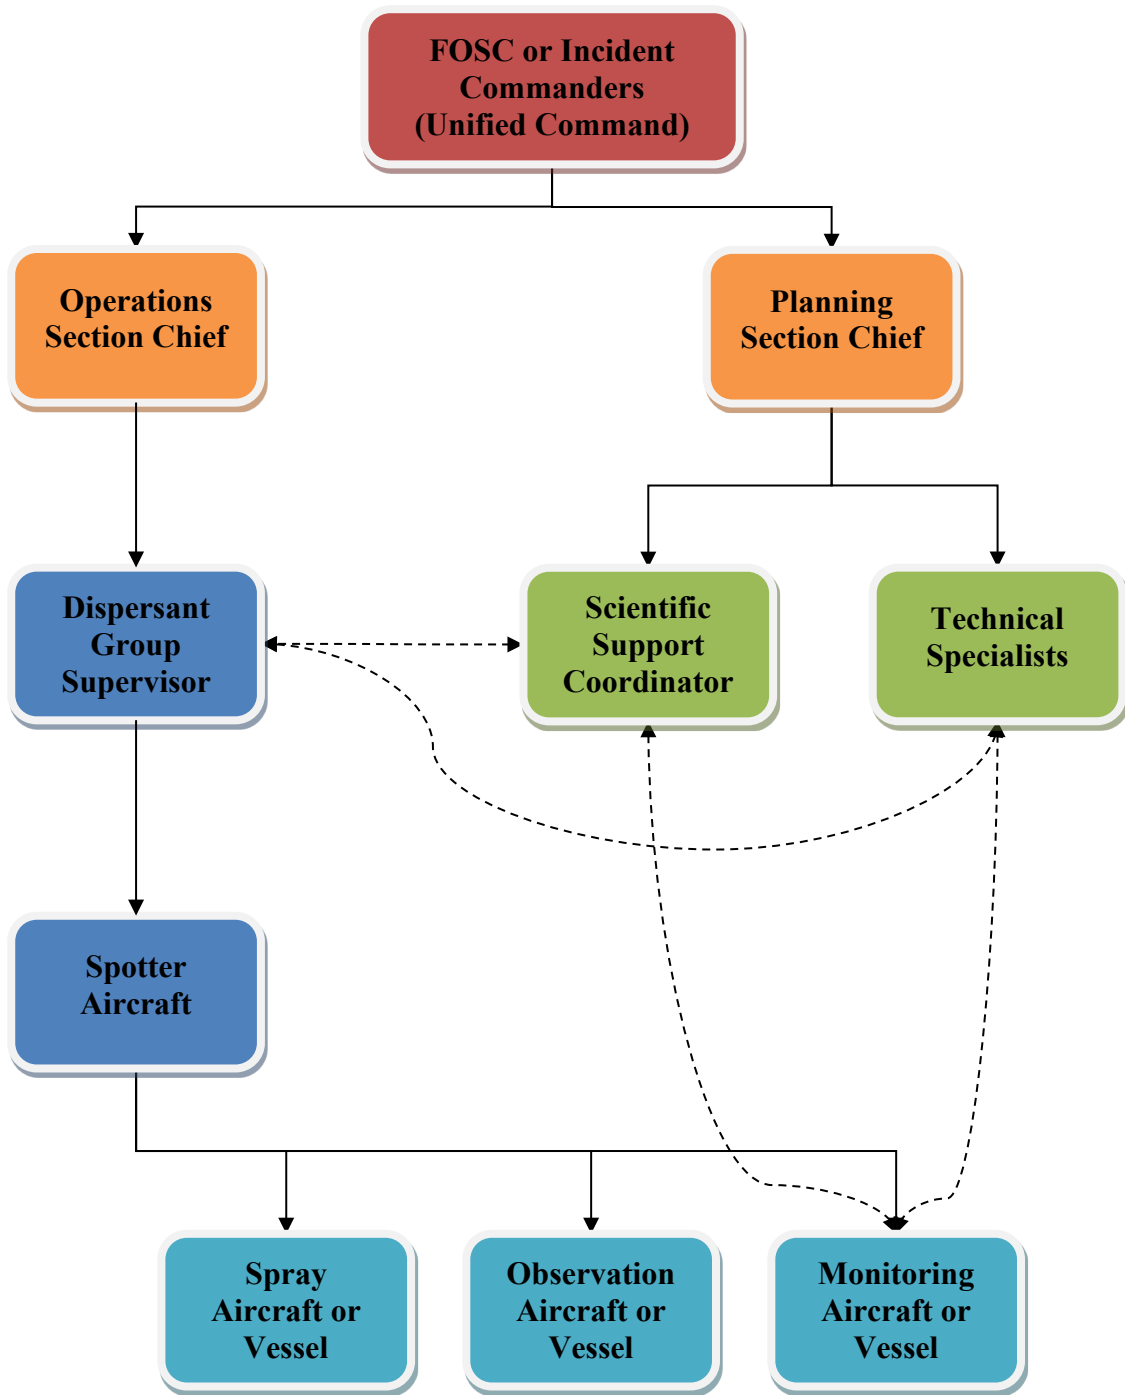 FOSC or Incident
Commanders
(Unified Command)
Operations
Section Chief
Planning
Section Chief
Dispersant
Group
Supervisor
Scientific
Support
Coordinator
Technical
Specialists
Spotter
Aircraft
Spray
Aircraft or
Vessel
Observation
Aircraft or
Vessel
Monitoring
Aircraft or
Vessel